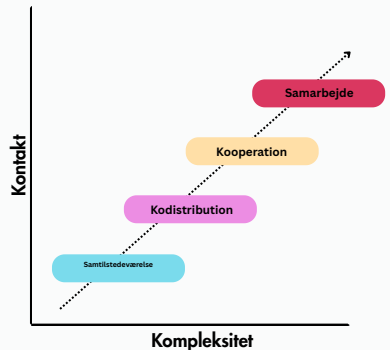 Samarbejde
Kooperation
Kodistribution
Samtilstedeværelse
Kontakt
Kompleksitet